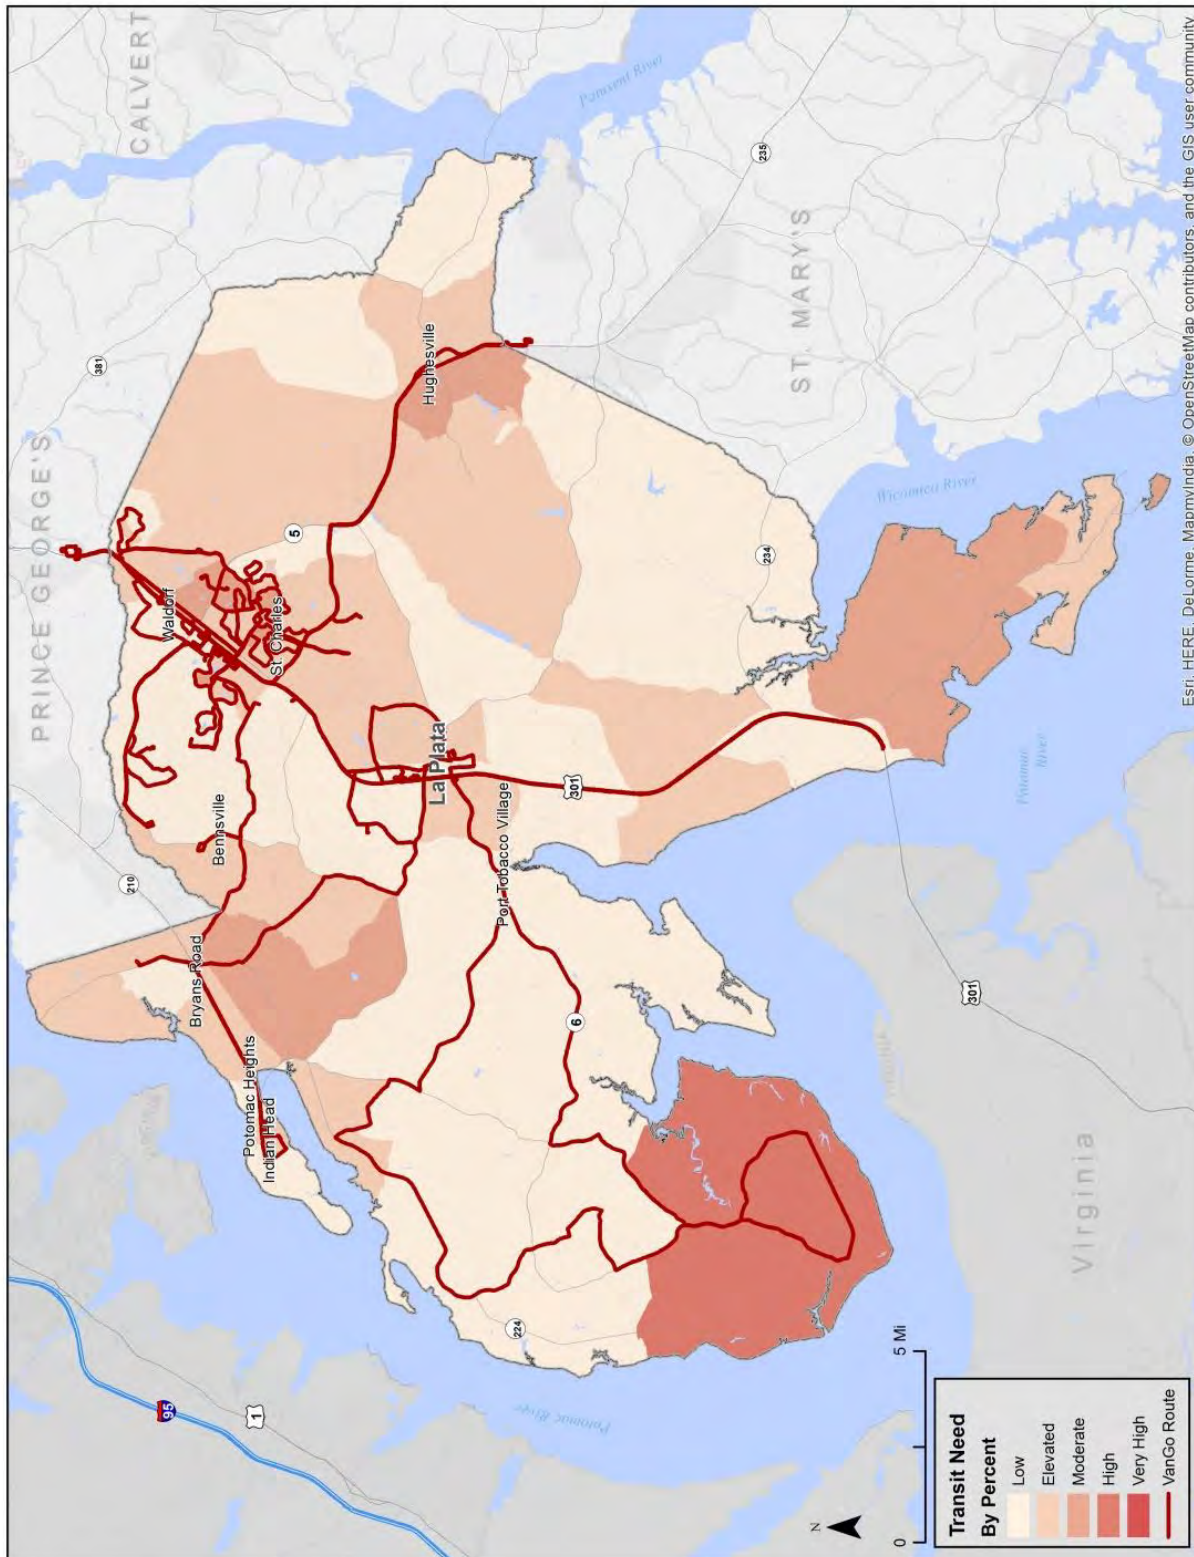 PRINCE GEORGE'S
CALVERT
381
210
Patuxent River
5
Waldorf
St. Charles
Bennsville
Bryans Road
Potomac Heights
Indian Head
La Plata
Port Tobacco Village
Hughesville
235
ST. MARY'S
234
Wicomico River
301
6
224
95
1
Potomac River
Potomac
River
301
Virginia
N
0
5 Mi
Transit Need
By Percent
Low
Elevated
Moderate
High
Very High
VanGo Route
Esri, HERE, DeLorme, MapmyIndia, © OpenStreetMap contributors, and the GIS user community